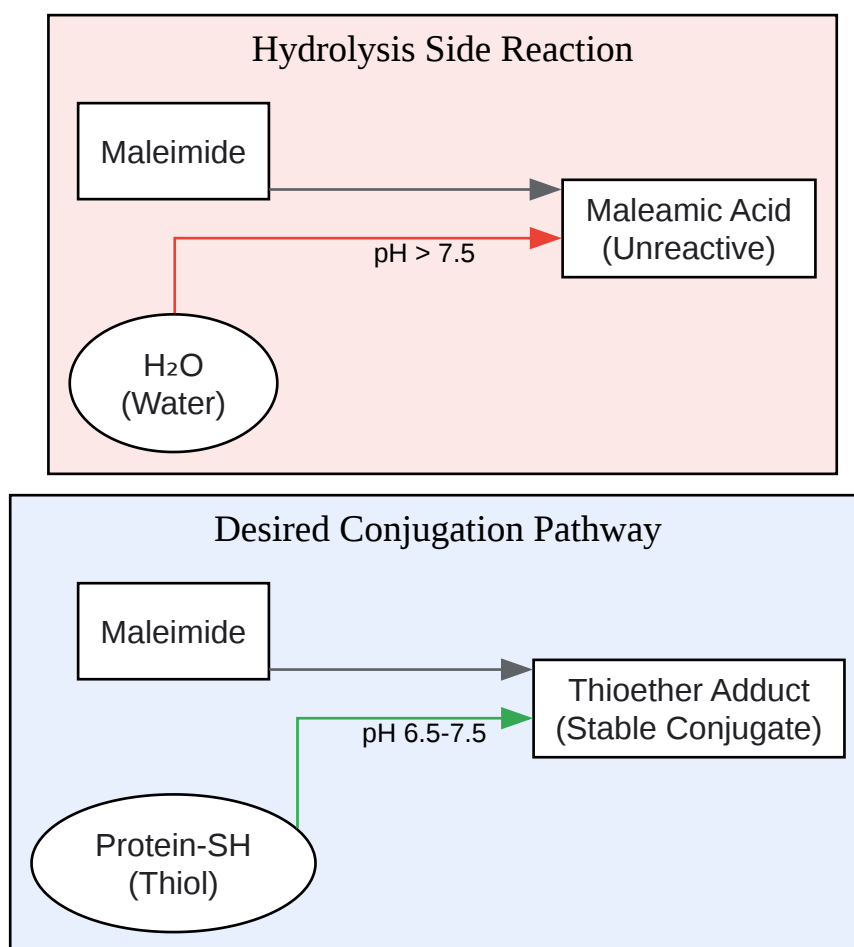 Hydrolysis Side Reaction
Maleimide
Maleamic Acid
(Unreactive)
pH > 7.5
H₂O
(Water)
Desired Conjugation Pathway
Maleimide
Thioether Adduct
(Stable Conjugate)
pH 6.5-7.5
Protein-SH
(Thiol)